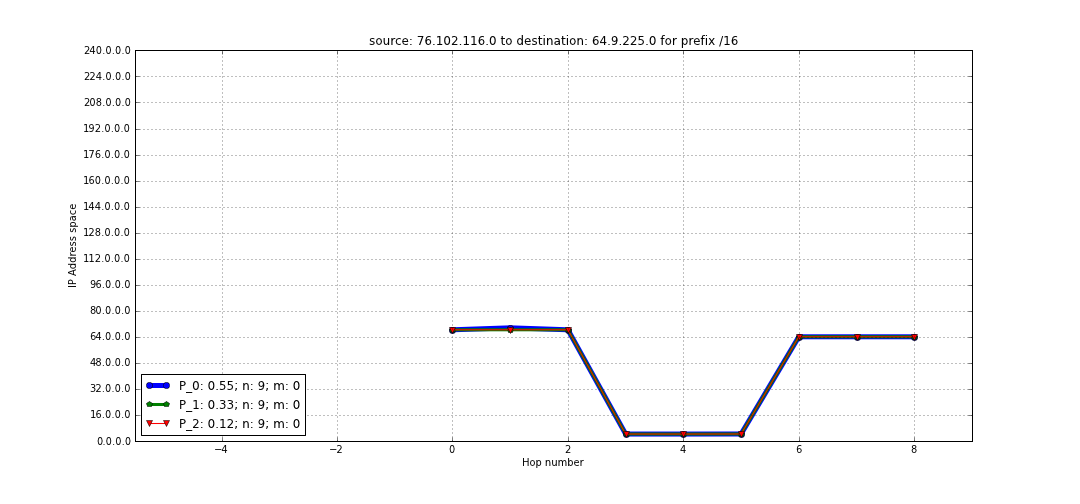 source: 76.102.116.0 to destination: 64.9.225.0 for prefix /16
240.0.0.0
224.0.0.0
208.0.0.0
192.0.0.0
176.0.0.0
160.0.0.0
144.0.0.0
128.0.0.0
112.0.0.0
96.0.0.0
80.0.0.0
64.0.0.0
48.0.0.0
32.0.0.0
16.0.0.0
0.0.0.0
IP Address space
P_0: 0.55; n: 9; m: 0
P_1: 0.33; n: 9; m: 0
P_2: 0.12; n: 9; m: 0
−4 −2 0 2 4 6 8
Hop number